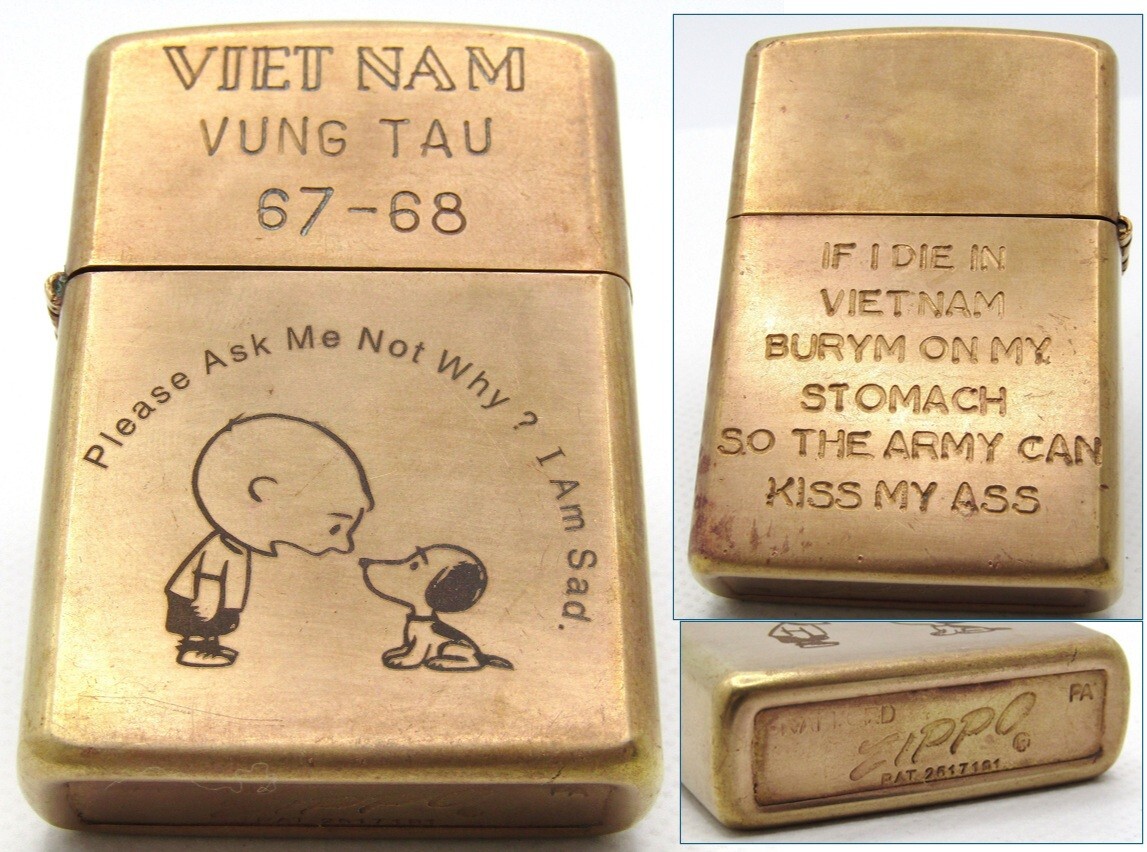 VIET NAM
VUNG TAU
67-68
Please Ask Me Not Why ? I Am Sad.
IF I DIE IN
VIETNAM
BURYM ON MY
STOMACH
SO THE ARMY CAN
KISS MY ASS
PA
ZIPPO ®
PAT. 2517191